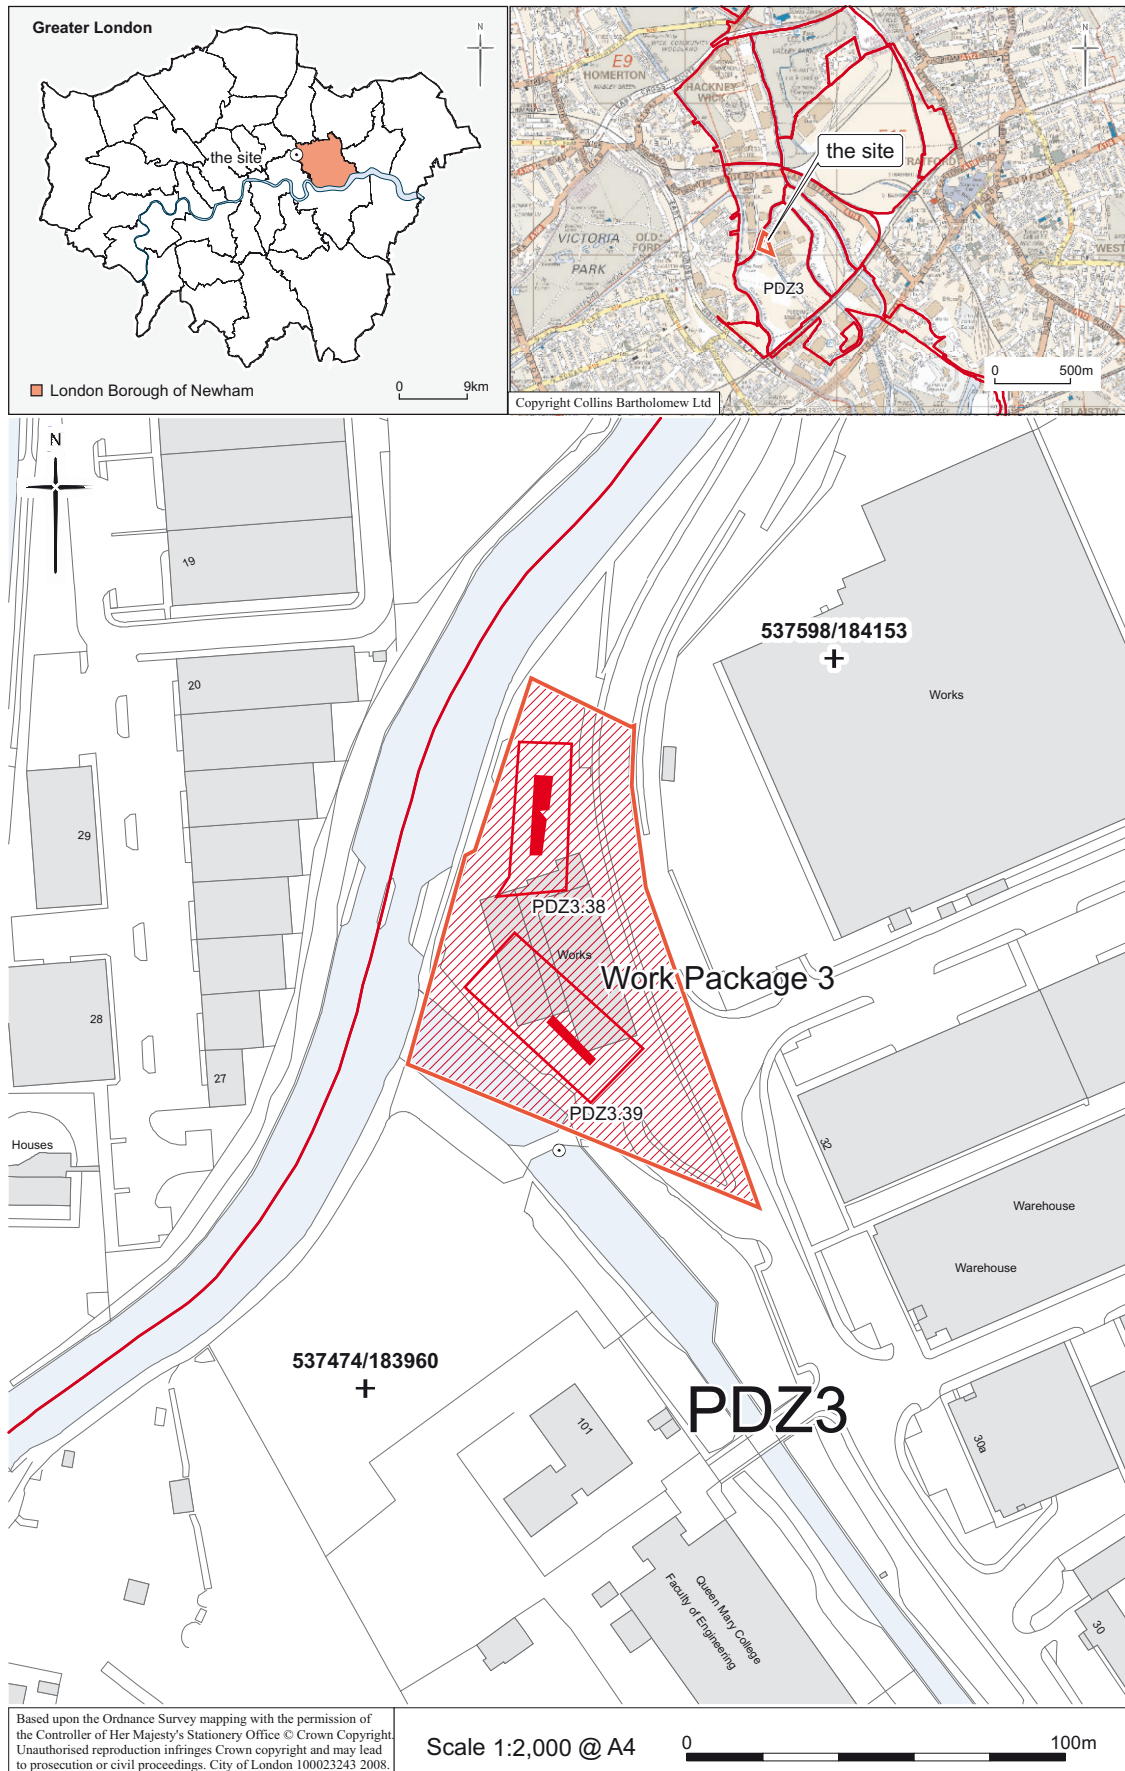 Greater London
N
the site
London Borough of Newham
0 9km
N
E9
HOMERTON
HACKNEY
WICK
the site
STRATFORD
VICTORIA
PARK
OLD
FORD
WEST
PDZ3
PLAISTOW
0 500m
Copyright Collins Bartholomew Ltd
N
19
537598/184153
Works
20
29
PDZ3.38
Works
Work Package 3
28
27
PDZ3.39
Houses
32
Warehouse
Warehouse
537474/183960
PDZ3
101
30a
Queen Mary College
Faculty of Engineering
30
Based upon the Ordnance Survey mapping with the permission of
the Controller of Her Majesty's Stationery Office © Crown Copyright.
Unauthorised reproduction infringes Crown copyright and may lead
to prosecution or civil proceedings. City of London 100023243 2008.
Scale 1:2,000 @ A4
0 100m